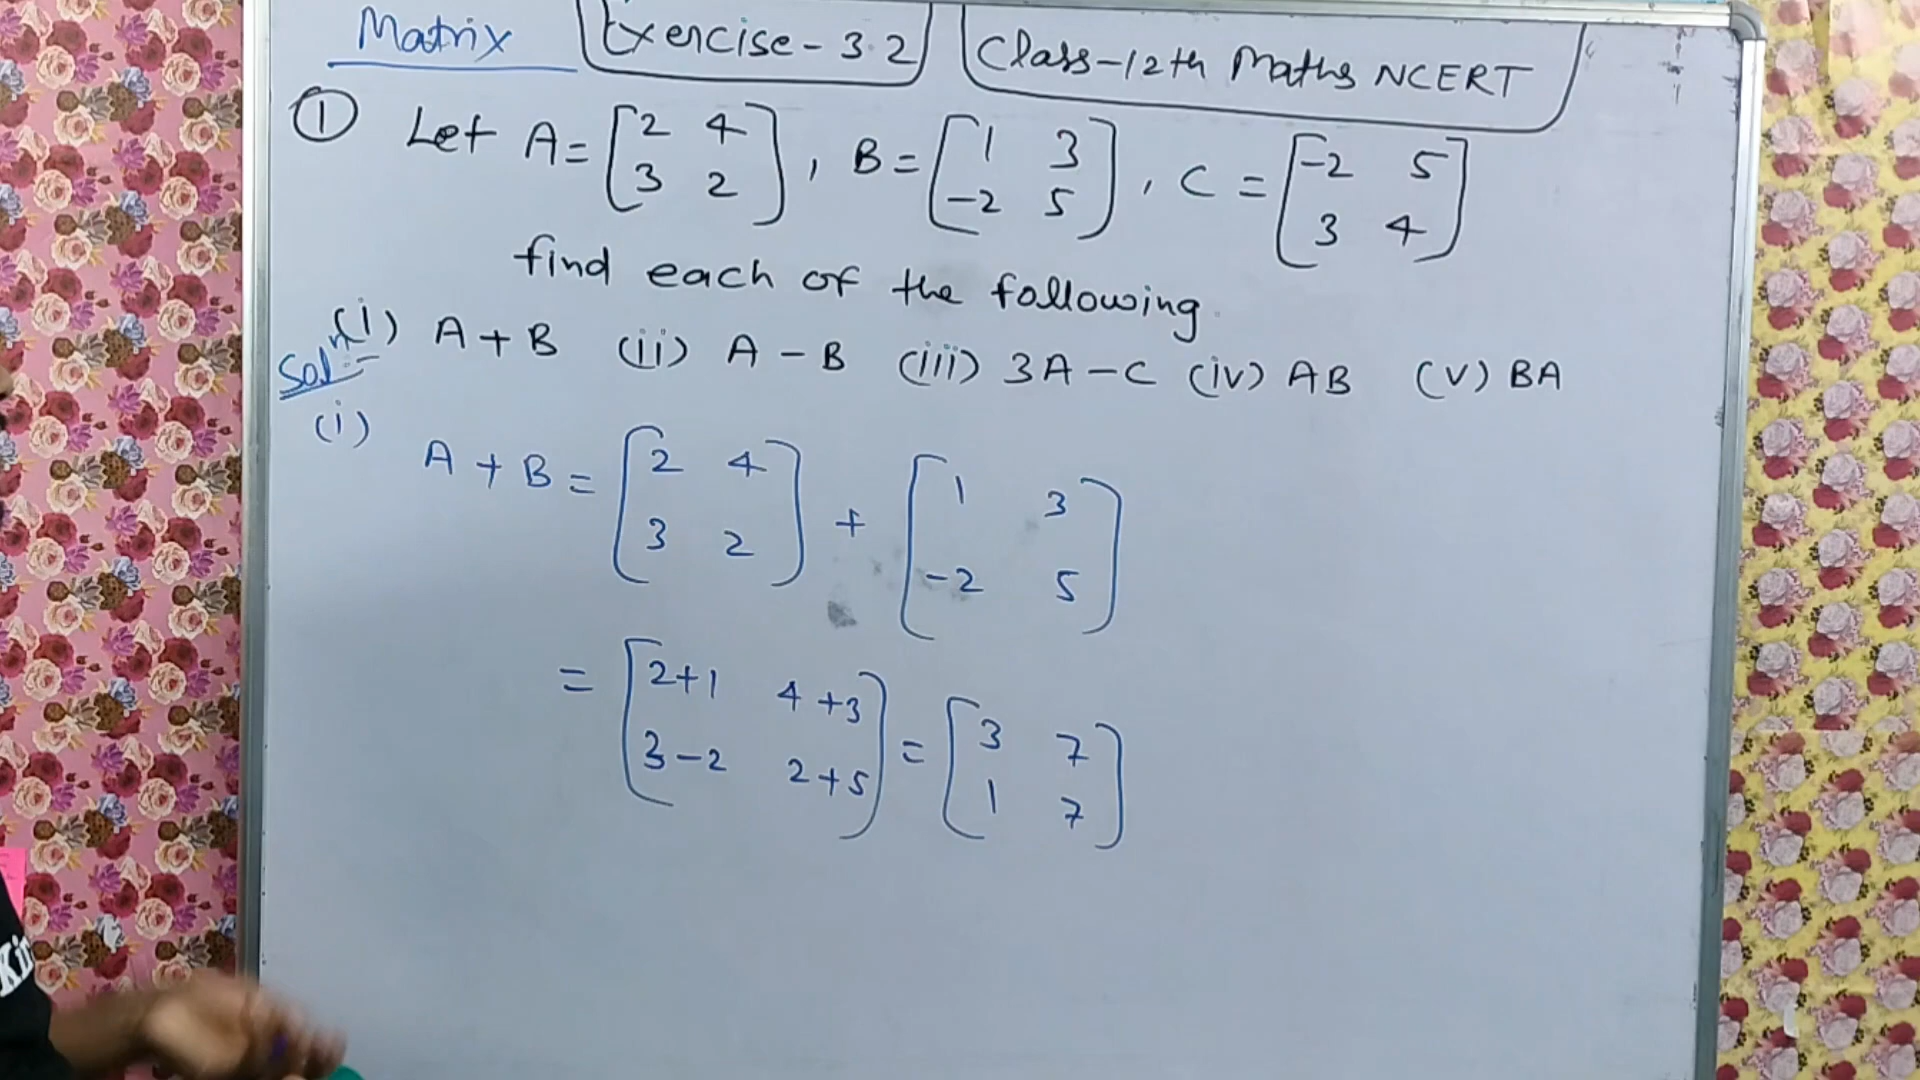 Matrix Exercise-3.2 Class-12th Maths NCERT
① Let A = [2 4 3 2], B = [1 3 -2 5], C = [-2 5 3 4]
find each of the following.
(i) A + B (ii) A - B (iii) 3A - C (iv) AB (v) BA
Solⁿ
(i)
A + B = [2 4 3 2] + [1 3 -2 5]
= [2+1 4+3 3-2 2+5] = [3 7 1 7]